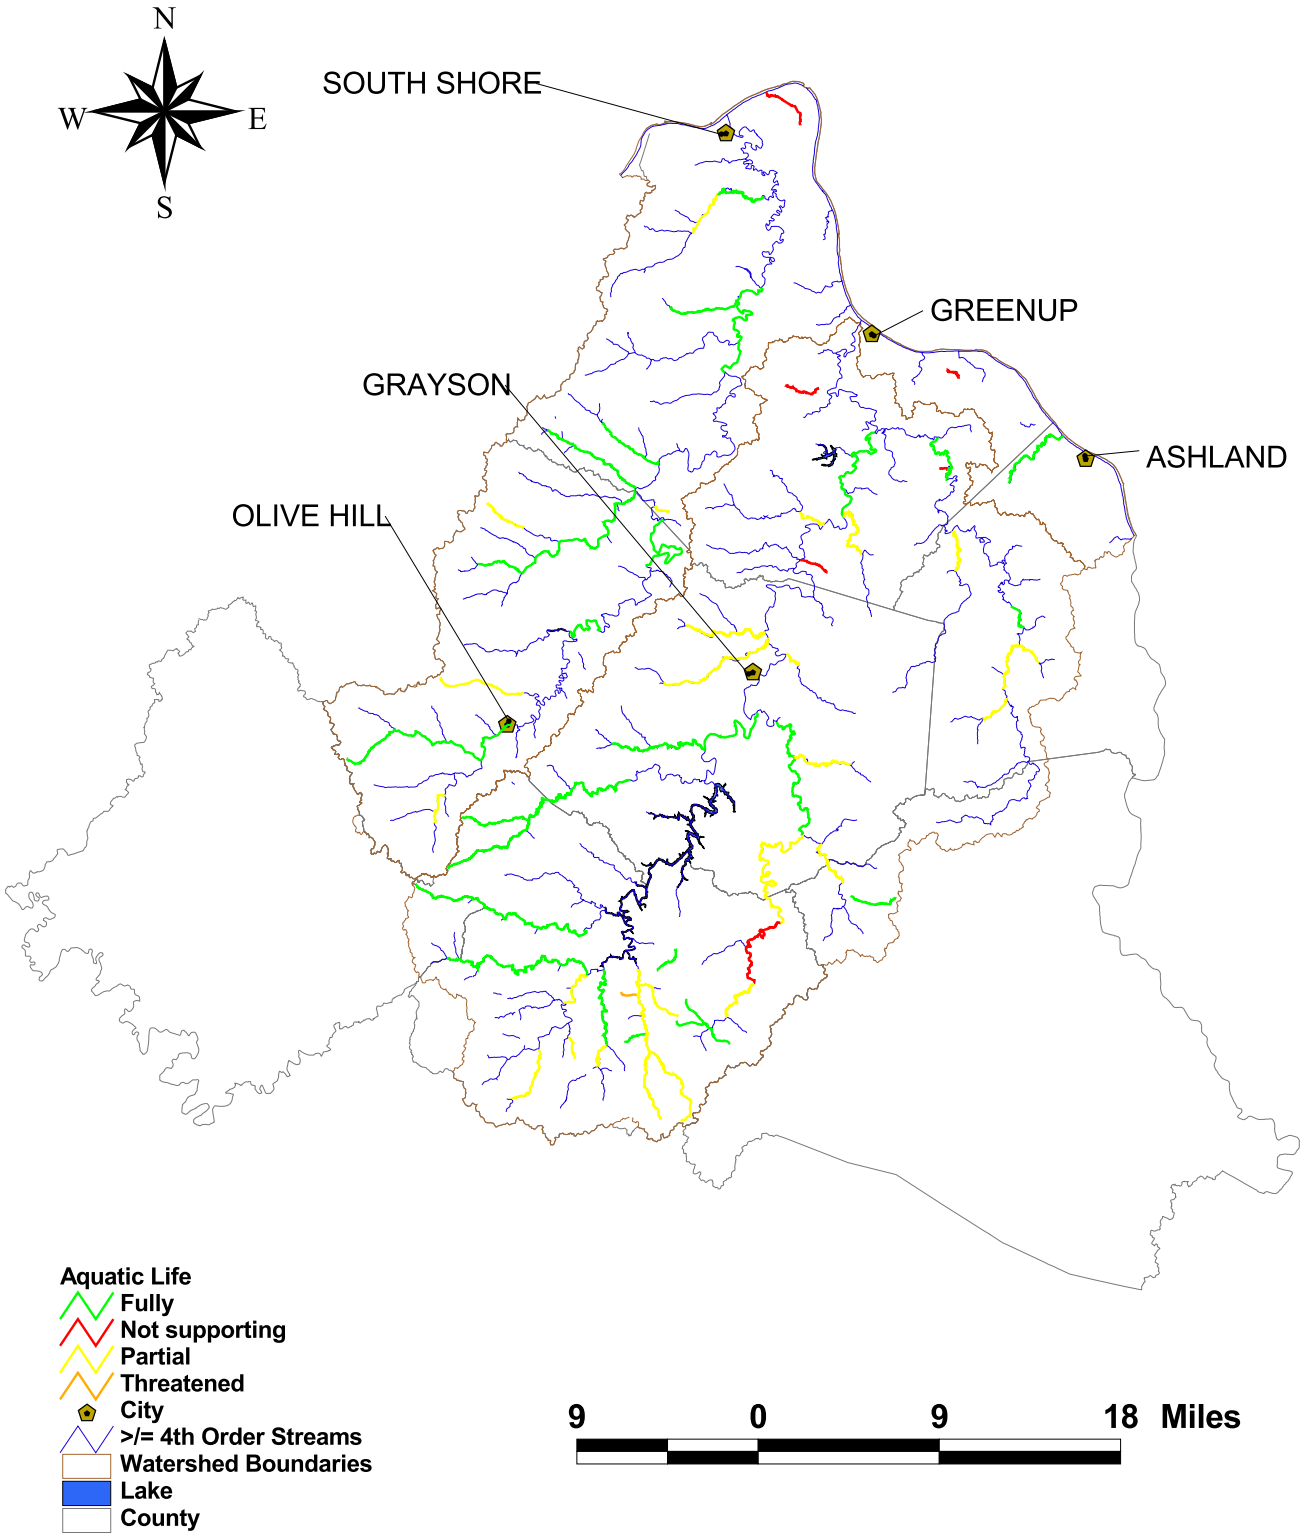 N
W E
S
SOUTH SHORE
GREENUP
GRAYSON
ASHLAND
OLIVE HILL
Aquatic Life
Fully
Not supporting
Partial
Threatened
City
>/= 4th Order Streams
Watershed Boundaries
Lake
County
9 0 9 18 Miles